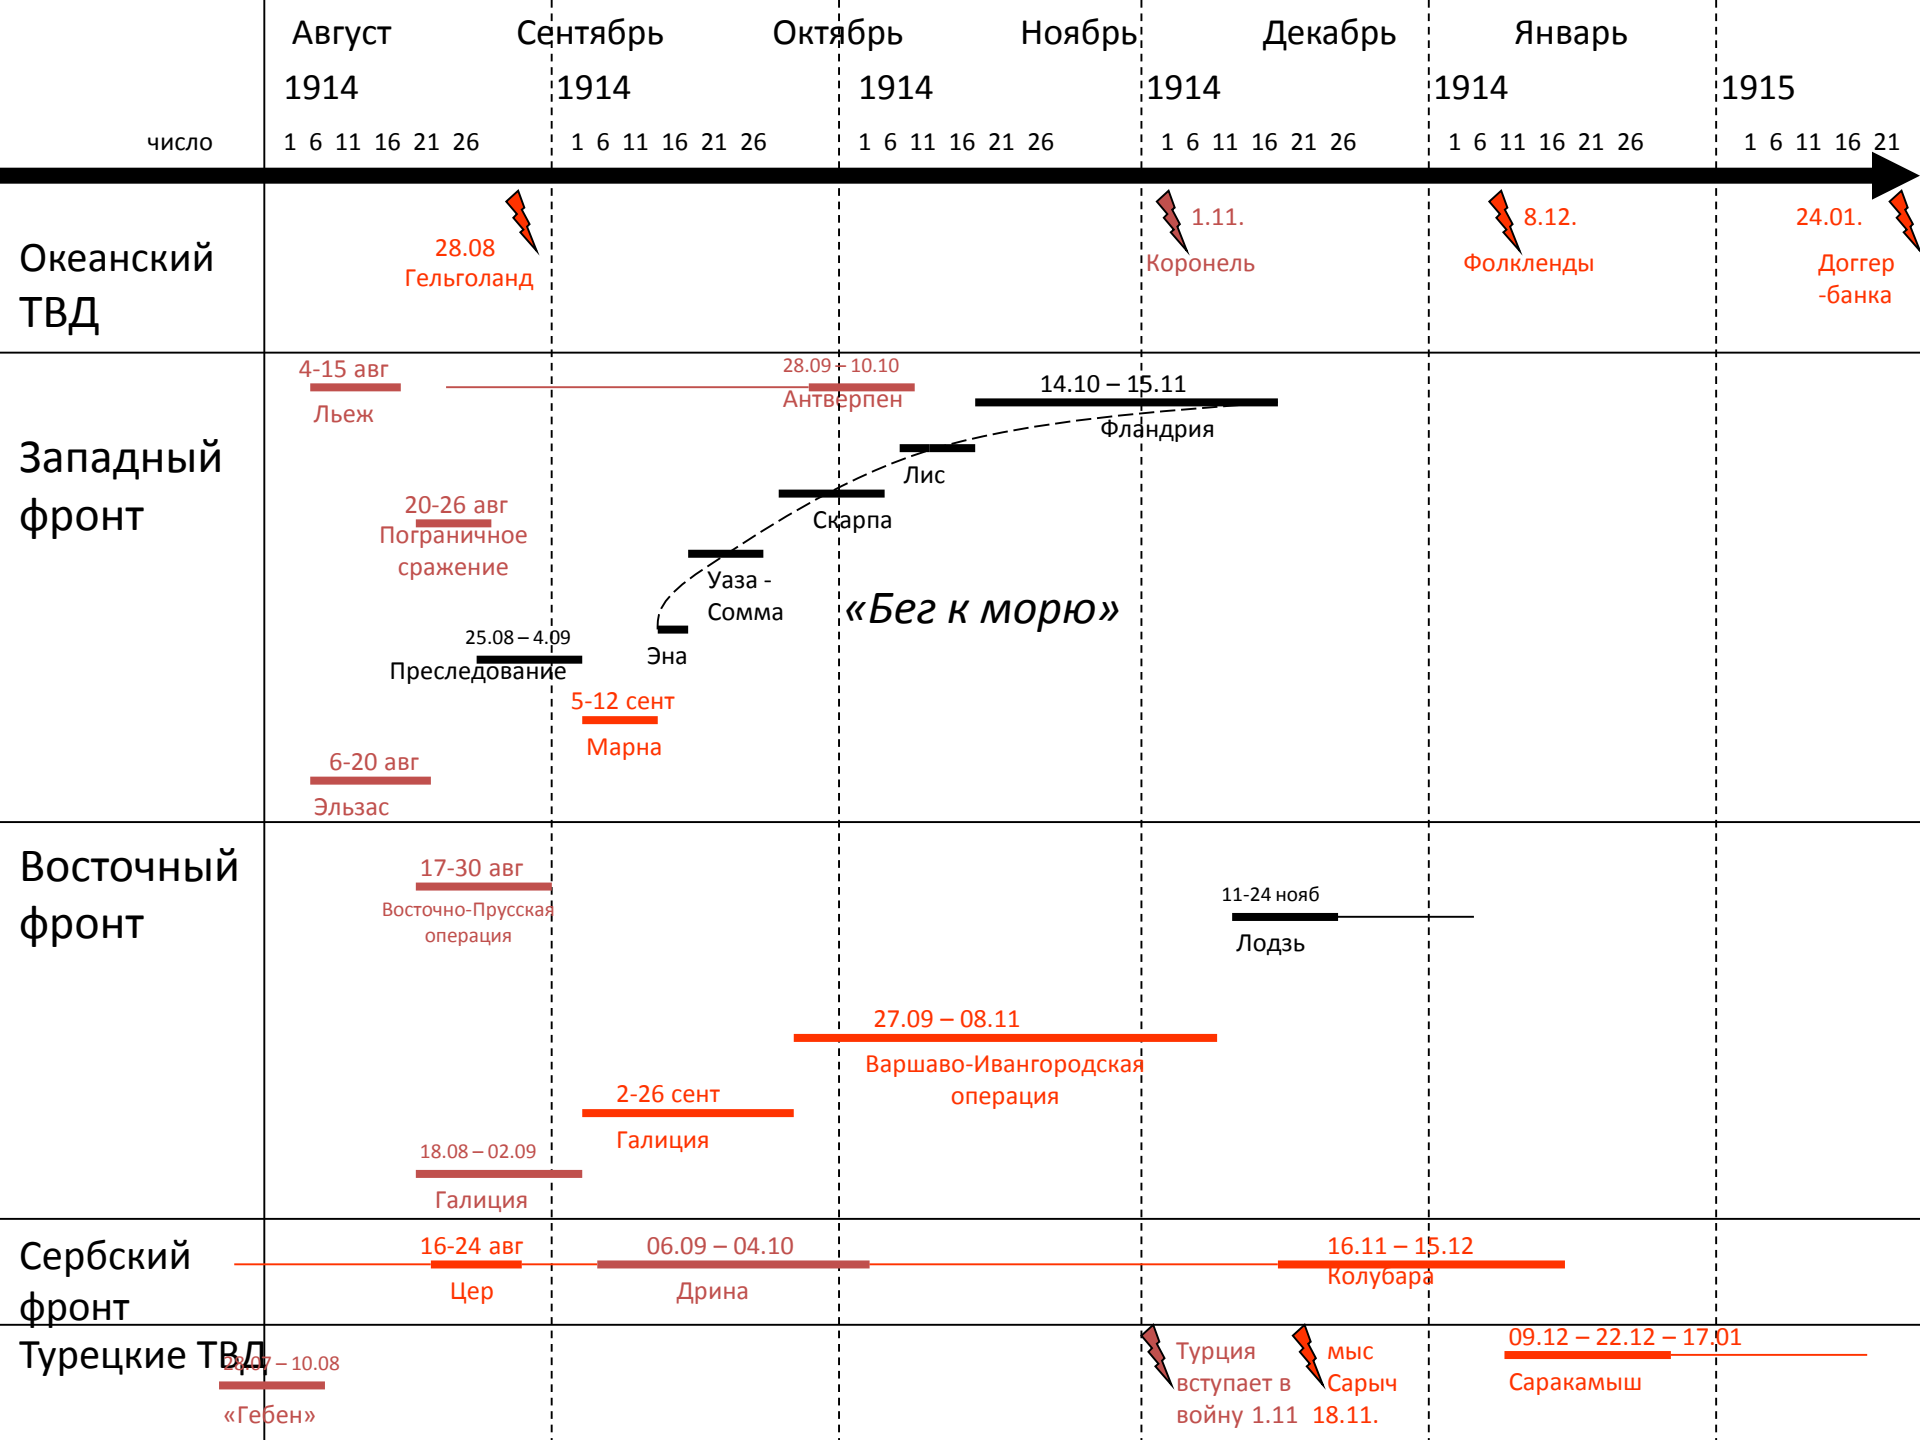 Август Сентябрь Октябрь Ноябрь Декабрь Январь
1914 1914 1914 1914 1914 1915
число 1 6 11 16 21 26 1 6 11 16 21 26 1 6 11 16 21 26 1 6 11 16 21 26 1 6 11 16 21 26 1 6 11 16 21
Океанский
ТВД
28.08
Гельголанд
1.11.
Коронель
8.12.
Фолкленды
24.01.
Доггер
-банка
Западный
фронт
4-15 авг
Льеж
28.09 – 10.10
Антверпен
14.10 – 15.11
Фландрия
Лис
20-26 авг
Пограничное
сражение
Скарпа
Уаза -
Сомма
«Бег к морю»
25.08 – 4.09
Преследование
Эна
5-12 сент
Марна
6-20 авг
Эльзас
Восточный
фронт
17-30 авг
Восточно-Прусская
операция
11-24 нояб
Лодзь
27.09 – 08.11
Варшаво-Ивангородская
операция
2-26 сент
Галиция
18.08 – 02.09
Галиция
Сербский
фронт
16-24 авг
Цер
06.09 – 04.10
Дрина
16.11 – 15.12
Колубара
Турецкие ТВД
28.07 – 10.08
«Гебен»
Турция
вступает в
войну 1.11
мыс
Сарыч
18.11.
09.12 – 22.12 – 17.01
Саракамыш